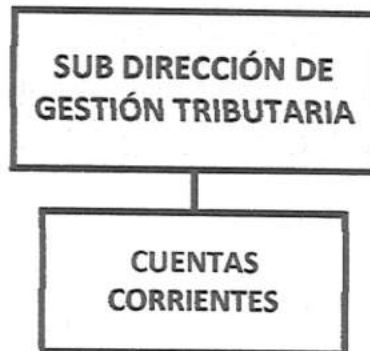 SUB DIRECCIÓN DE
GESTIÓN TRIBUTARIA
CUENTAS
CORRIENTES